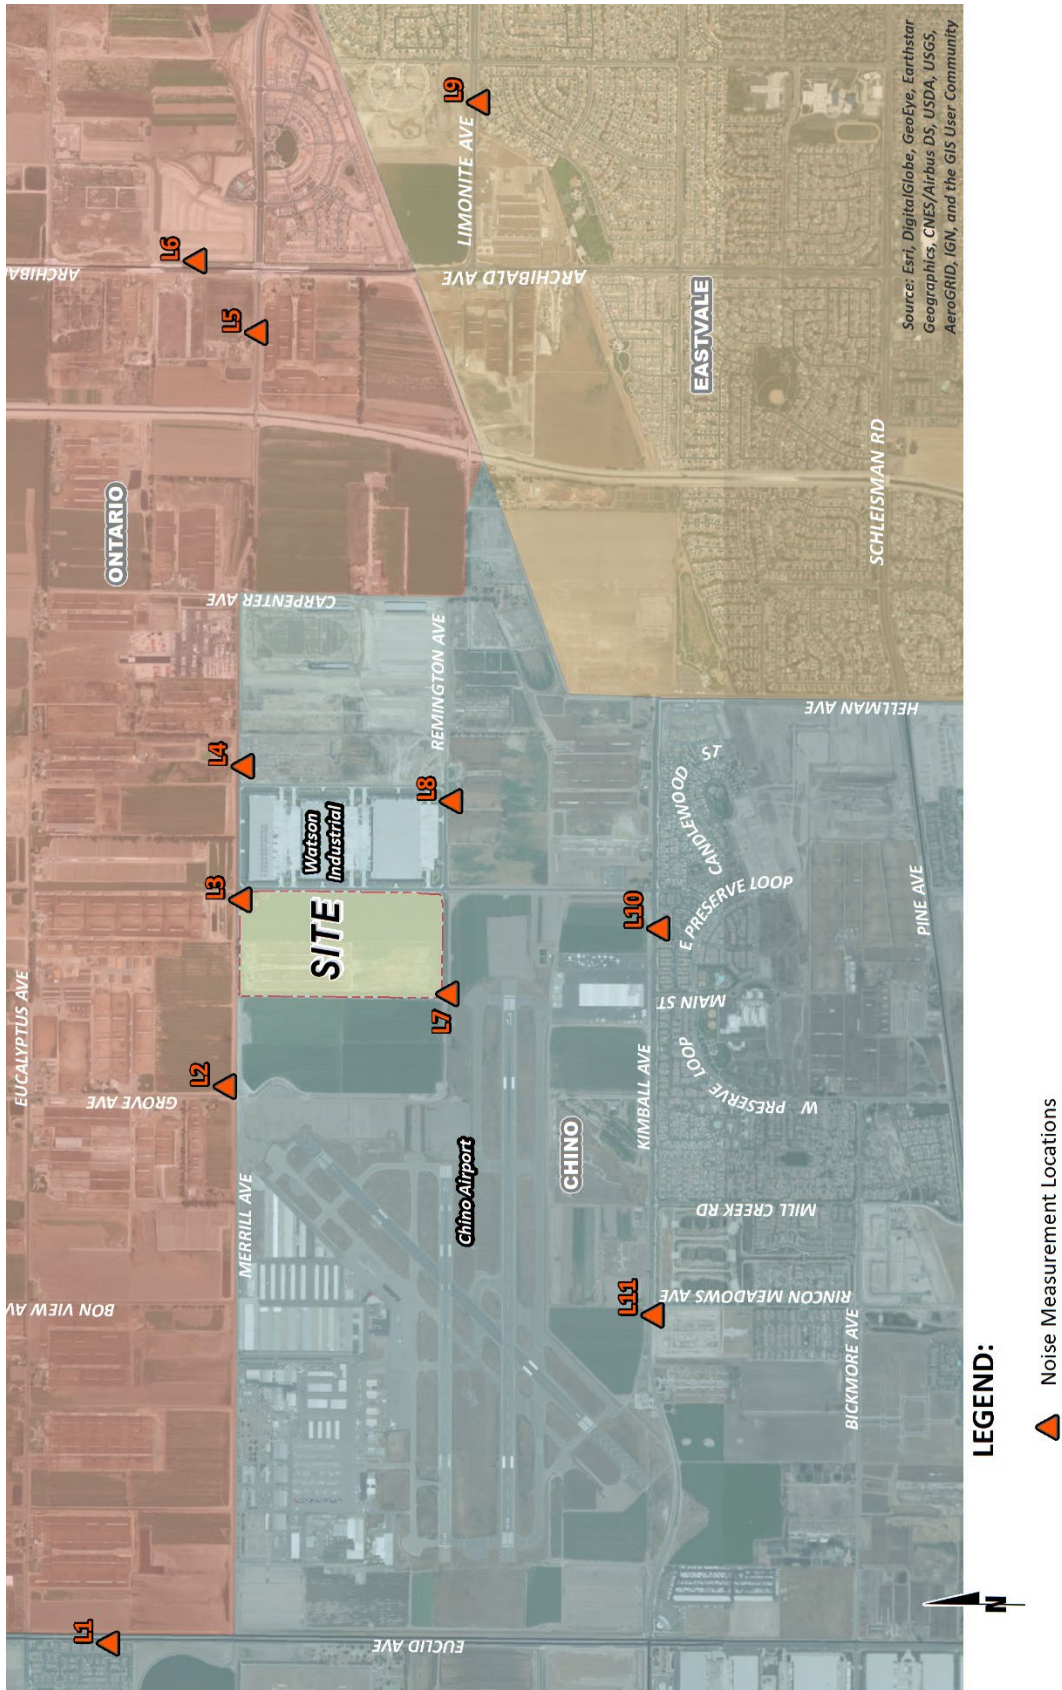 EUCALYPTUS AVE
BON VIEW AV
GROVE AVE
ONTARIO
ARCHIBA
L1
L2
L3
L4
L5
L6
MERRILL AVE
CARPENTER AVE
SITE
Watson
Industrial
Chino Airport
L7
L8
REMINGTON AVE
LIMONITE AVE
L9
ARCHIBALD AVE
EUCLID AVE
CHINO
KIMBALL AVE
L10
L11
MAIN ST
E PRESERVE LOOP
W PRESERVE LOOP
CANDLEWOOD ST
MILL CREEK RD
RINCON MEADOWS AVE
BICKMORE AVE
PINE AVE
HELLMAN AVE
EASTVALE
SCHLEISMAN RD
Source: Esri, DigitalGlobe, GeoEye, Earthstar
Geographics, CNES/Airbus DS, USDA, USGS,
AeroGRID, IGN, and the GIS User Community
N
LEGEND:
Noise Measurement Locations